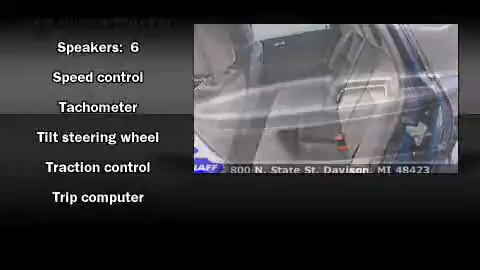 Speakers: 6
Speed control
Tachometer
Tilt steering wheel
Traction control
Trip computer
800 N. State St. Davison, MI 48423